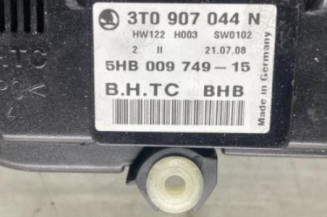 3T0 907 044 N
HW122 H003 SW0102
2 II 21.07.08
5HB 009 749-15
B.H.TC BHB
Made in Germany